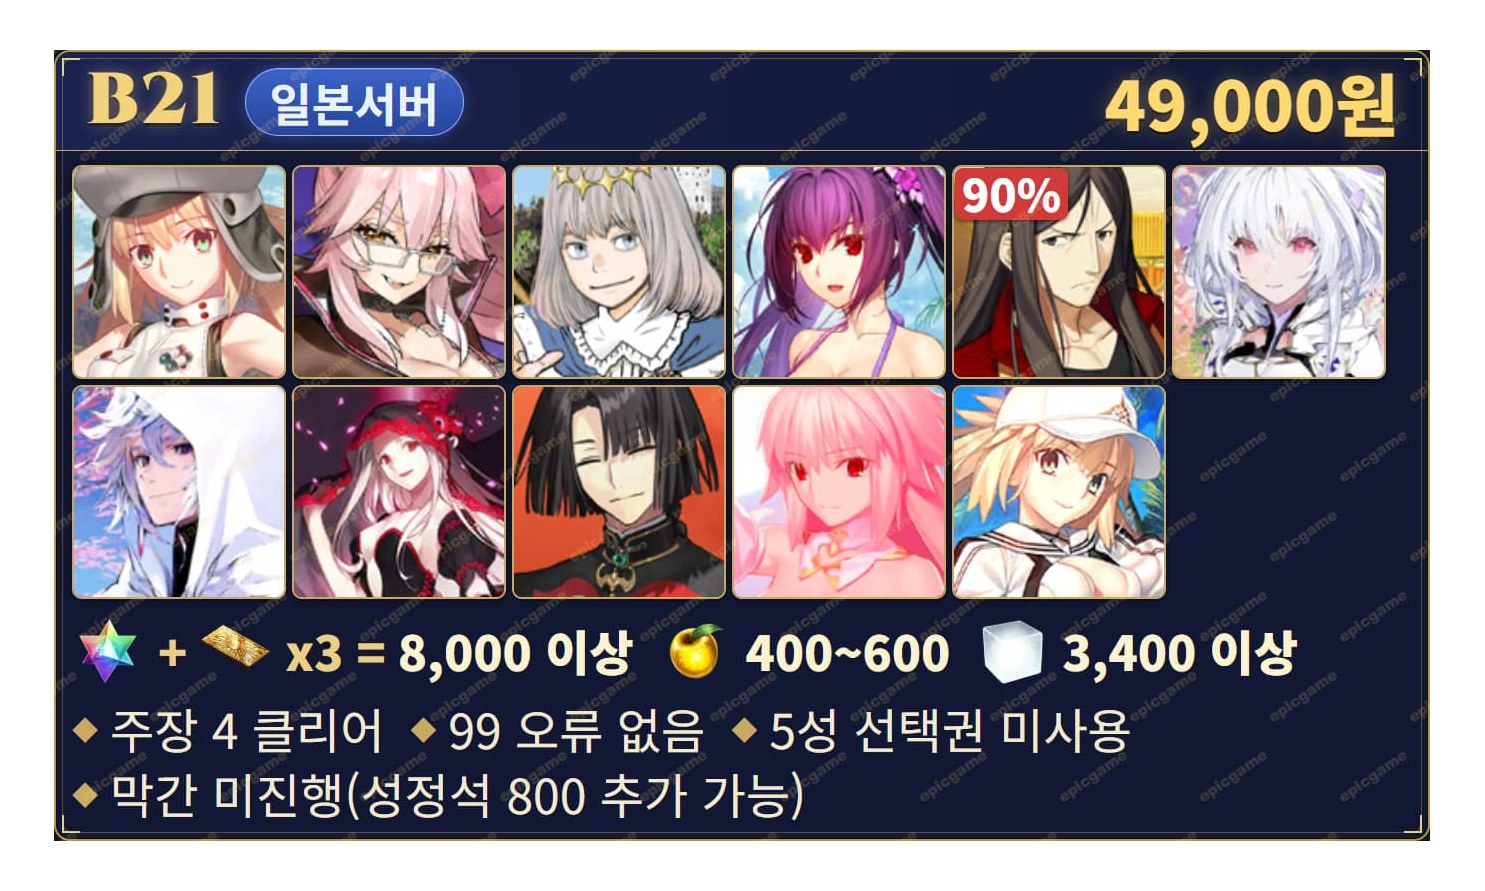 B21 일본서버 49,000원
90%
+ x3 = 8,000 이상 400~600 3,400 이상
◆ 주장 4 클리어 ◆ 99 오류 없음 ◆ 5성 선택권 미사용
◆ 막간 미진행(성정석 800 추가 가능)
epicgame